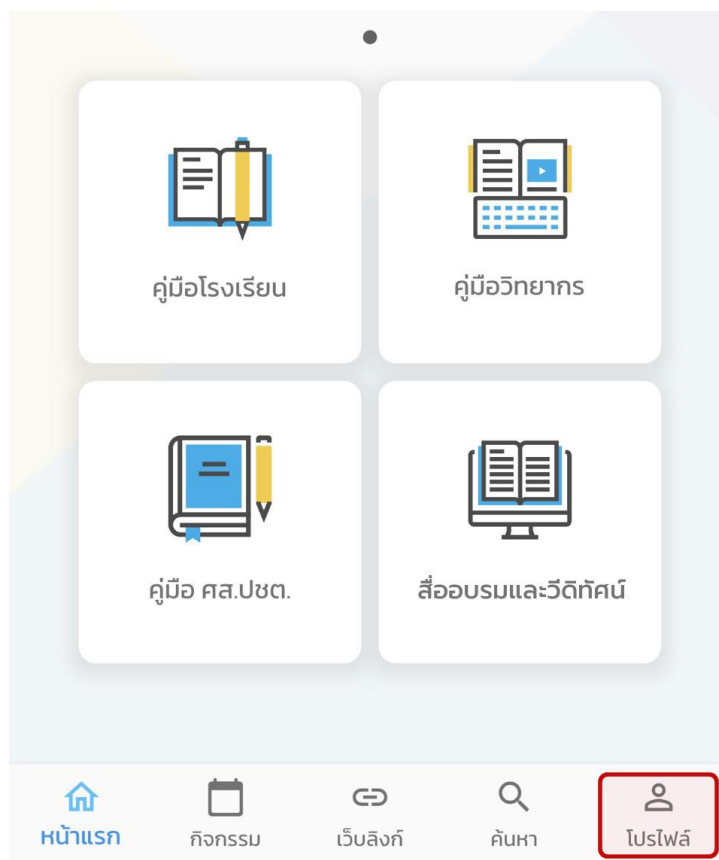 คู่มือโรงเรียน
คู่มือวิทยากร
คู่มือ ศส.ปชต.
สื่ออบรมและวีดิทัศน์
หน้าแรก
กิจกรรม
เว็บลิงก์
ค้นหา
โปรไฟล์